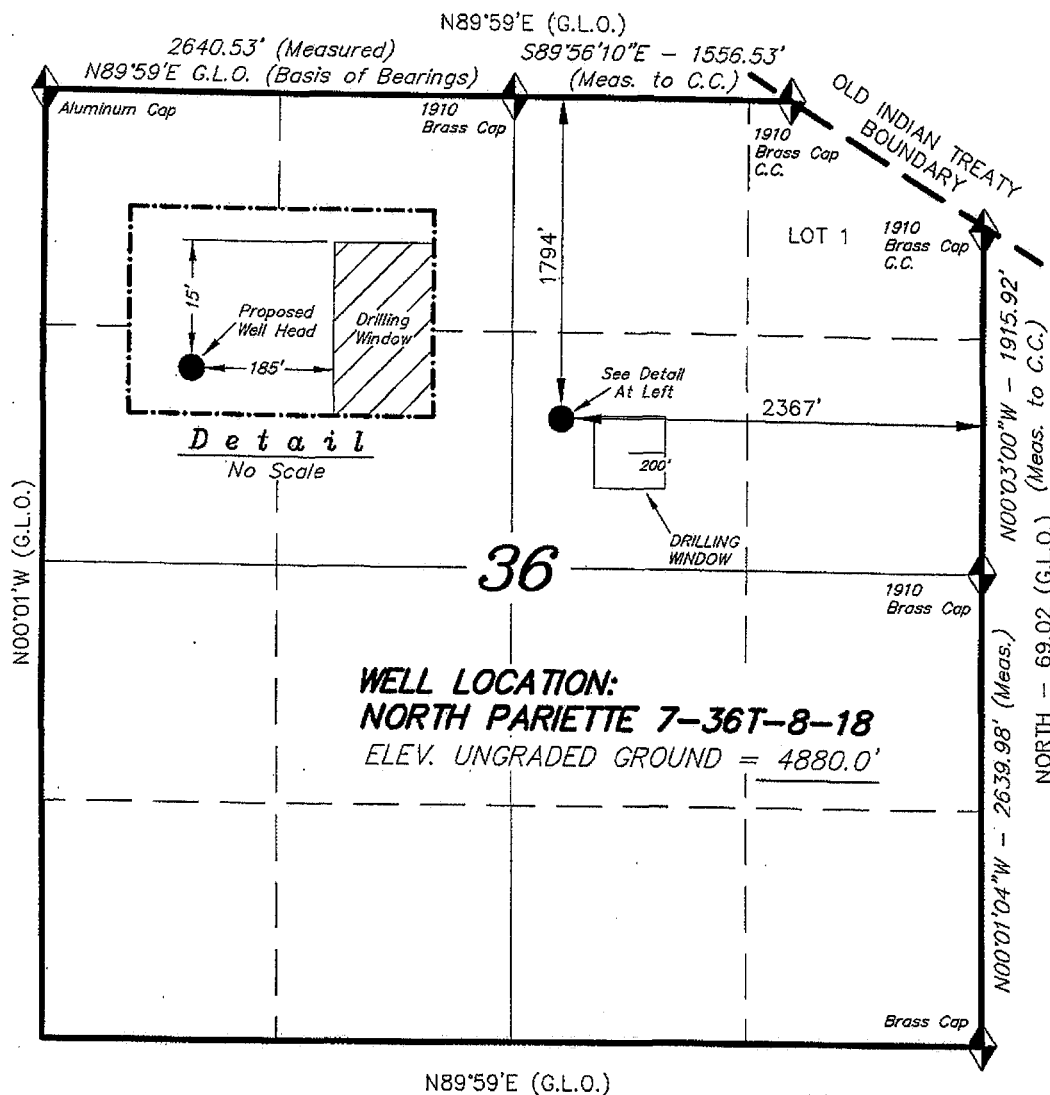 N89°59'E (G.L.O.)
2640.53' (Measured)
N89°59'E G.L.O. (Basis of Bearings)
S89°56'10"E - 1556.53'
(Meas. to C.C.)
Aluminum Cap
1910
Brass Cap
1910
Brass Cap
C.C.
OLD INDIAN TREATY
BOUNDARY
LOT 1
1910
Brass Cap
C.C.
1794'
15'
Proposed
Well Head
Drilling
Window
185'
Detail
No Scale
See Detail
At Left
2367'
200'
DRILLING
WINDOW
N00°03'00"W - 1915.92'
(Meas. to C.C.)
N00°01'W (G.L.O.)
36
1910
Brass Cap
WELL LOCATION:
NORTH PARIETTE 7-36T-8-18
ELEV. UNGRADED GROUND = 4880.0'
N00°01'04"W - 2639.98' (Meas.)
NORTH - 69.02 (G.L.O.)
Brass Cap
N89°59'E (G.L.O.)